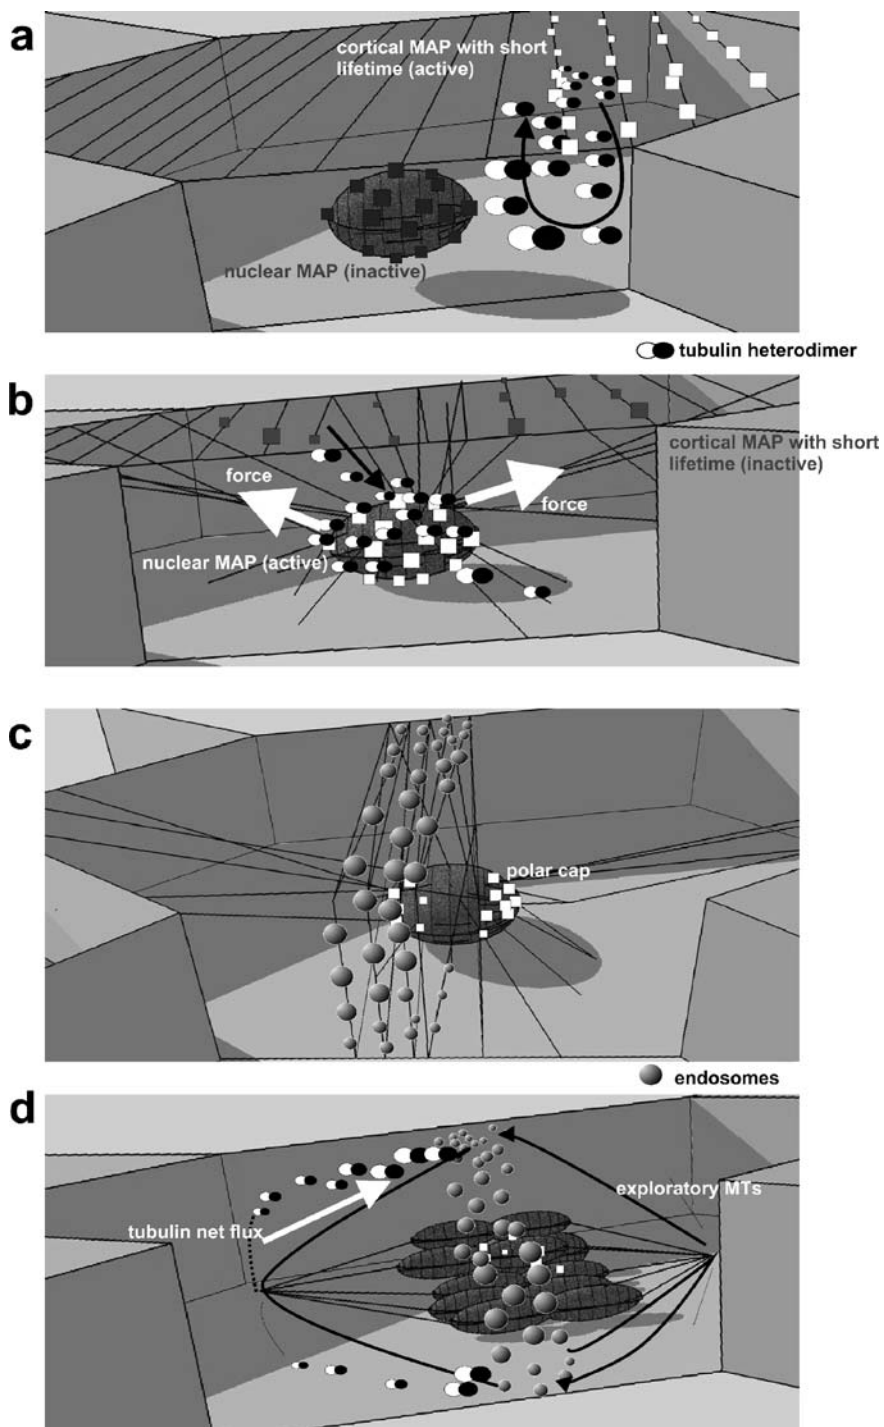 a
cortical MAP with short
lifetime (active)
nuclear MAP (inactive)
tubulin heterodimer
b
cortical MAP with short
lifetime (inactive)
force
force
nuclear MAP (active)
c
polar cap
endosomes
d
exploratory MTs
tubulin net flux